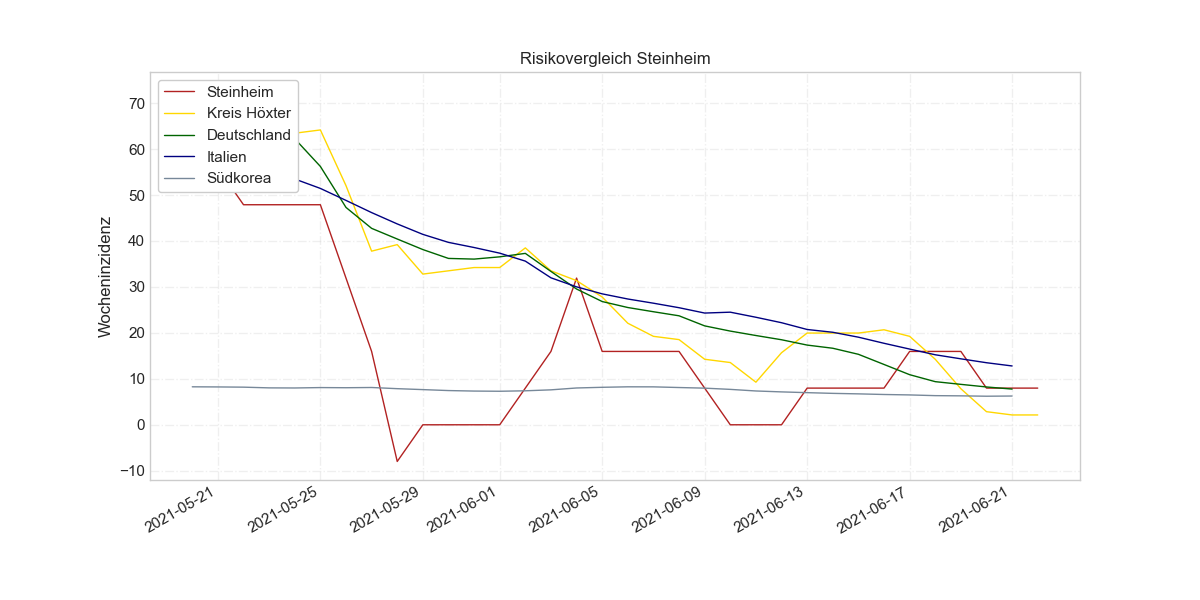 Risikovergleich Steinheim
Steinheim
Kreis Höxter
Deutschland
Italien
Südkorea
Wocheninzidenz
70
60
50
40
30
20
10
0
−10
2021-05-21
2021-05-25
2021-05-29
2021-06-01
2021-06-05
2021-06-09
2021-06-13
2021-06-17
2021-06-21